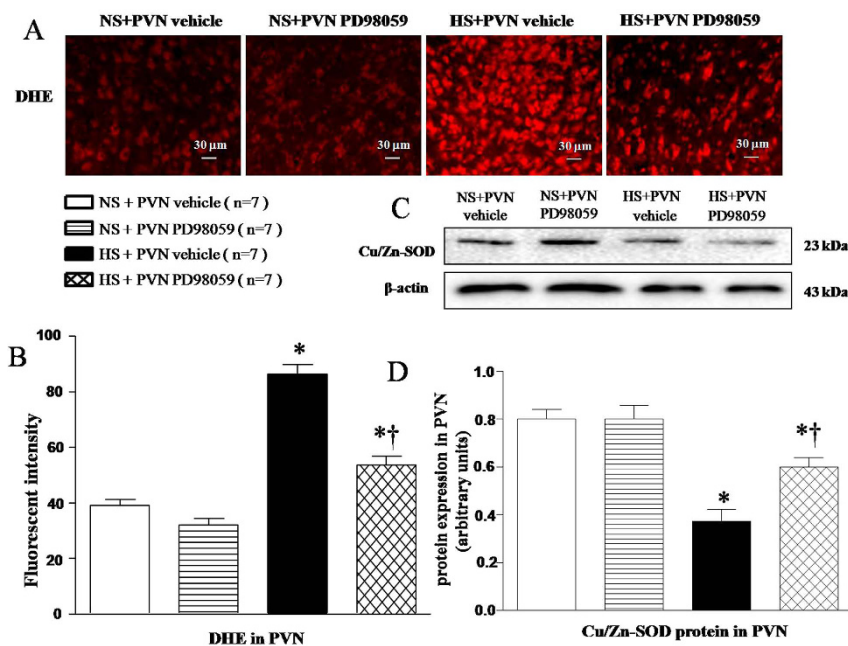 A
NS+PVN vehicle
NS+PVN PD98059
HS+PVN vehicle
HS+PVN PD98059
DHE
30 μm
30 μm
30 μm
30 μm
NS + PVN vehicle ( n=7 )
NS + PVN PD98059 ( n=7 )
HS + PVN vehicle ( n=7 )
HS + PVN PD98059 ( n=7 )
C
NS+PVN
vehicle
NS+PVN
PD98059
HS+PVN
vehicle
HS+PVN
PD98059
Cu/Zn-SOD
23 kDa
β-actin
43 kDa
B
Fluorescent intensity
100
80
60
40
20
0
*
*†
DHE in PVN
D
protein expression in PVN
(arbitrary units)
1.0
0.8
0.6
0.4
0.2
0.0
*
*†
Cu/Zn-SOD protein in PVN